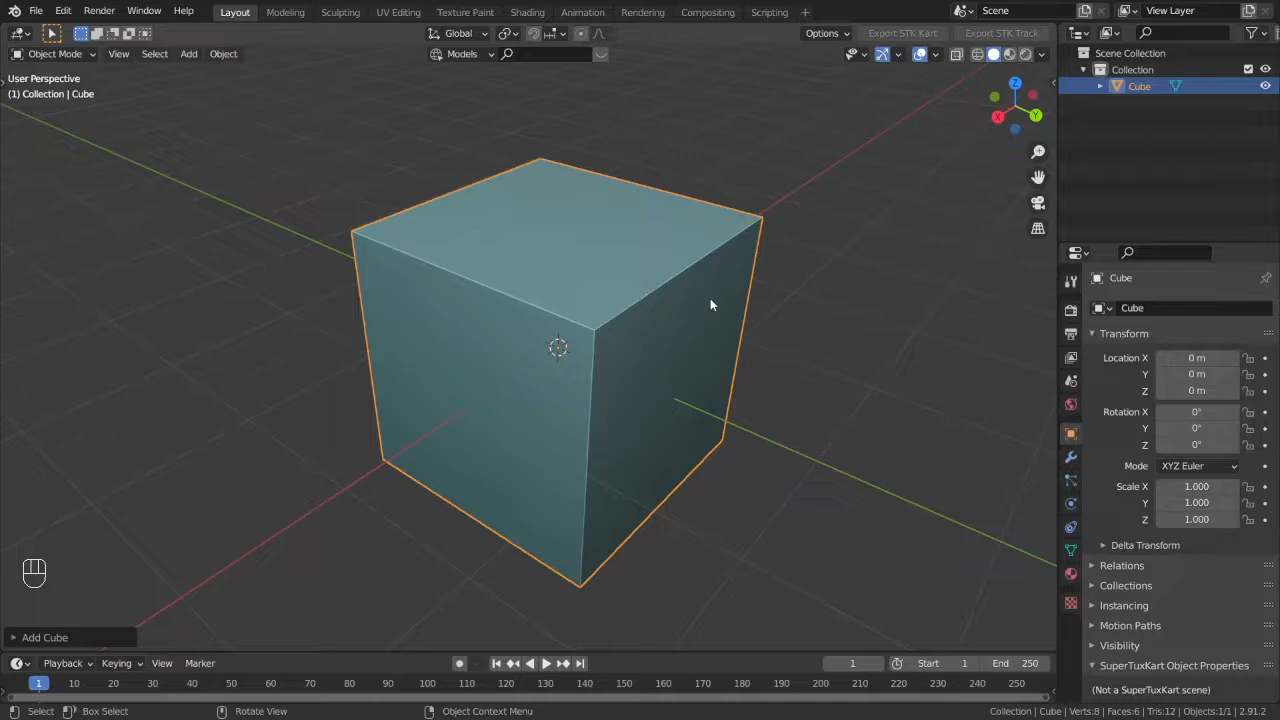 File Edit Render Window Help Layout Modeling Sculpting UV Editing Texture Paint Shading Animation Rendering Compositing Scripting + Scene View Layer
Global Options Export STK Kart Export STK Track
Object Mode View Select Add Object Models
User Perspective
(1) Collection | Cube
Z
Y
X
Add Cube
Scene Collection
Collection
Cube
Cube
Cube
Transform
Location X 0 m
Y 0 m
Z 0 m
Rotation X 0°
Y 0°
Z 0°
Mode XYZ Euler
Scale X 1.000
Y 1.000
Z 1.000
Delta Transform
Relations
Collections
Instancing
Motion Paths
Visibility
SuperTuxKart Object Properties
(Not a SuperTuxKart scene)
Playback Keying View Marker 1 Start 1 End 250
1 10 20 30 40 50 60 70 80 90 100 110 120 130 140 150 160 170 180 190 200 210 220 230 240 250
Select Box Select Rotate View Object Context Menu Collection | Cube | Verts:8 | Faces:6 | Tris:12 | Objects:1/1 | 2.91.2